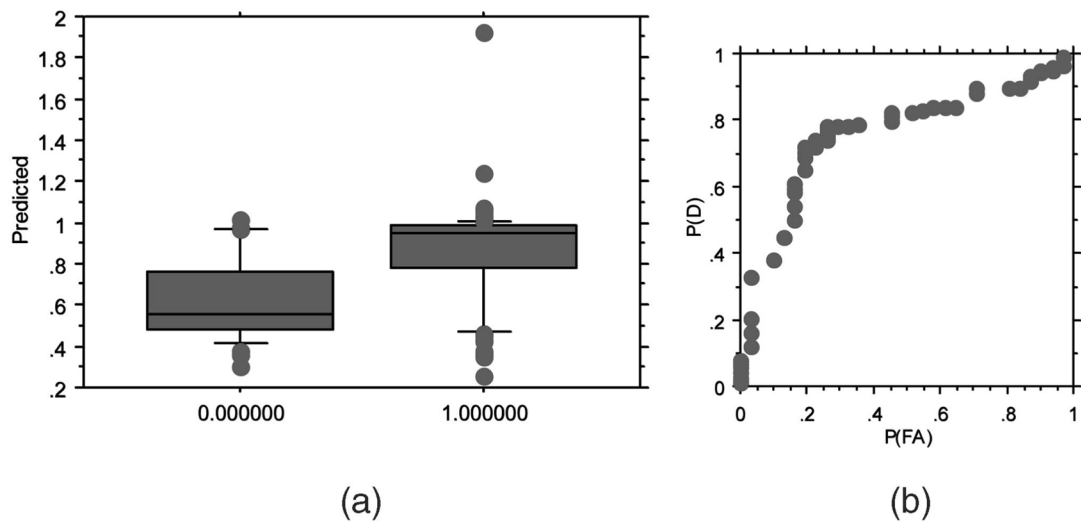 2
1.8
1.6
1.4
1.2
1
.8
.6
.4
.2
Predicted
0.000000 1.000000
(a)
1
.8
.6
.4
.2
0
P(D)
0 .2 .4 .6 .8 1
P(FA)
(b)